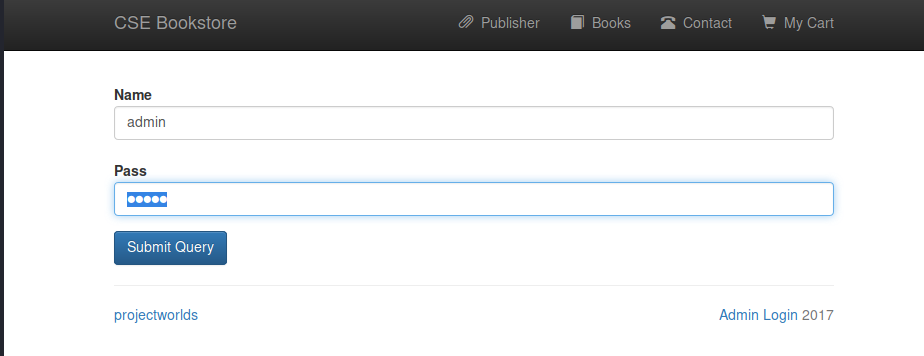 CSE Bookstore Publisher Books Contact My Cart
Name
admin
Pass
•••••
Submit Query
projectworlds Admin Login 2017